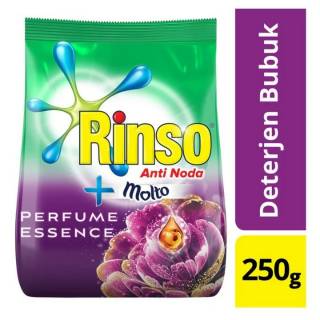 Rinso
Anti Noda
+ Molto
PERFUME
ESSENCE
Deterjen Bubuk
250g